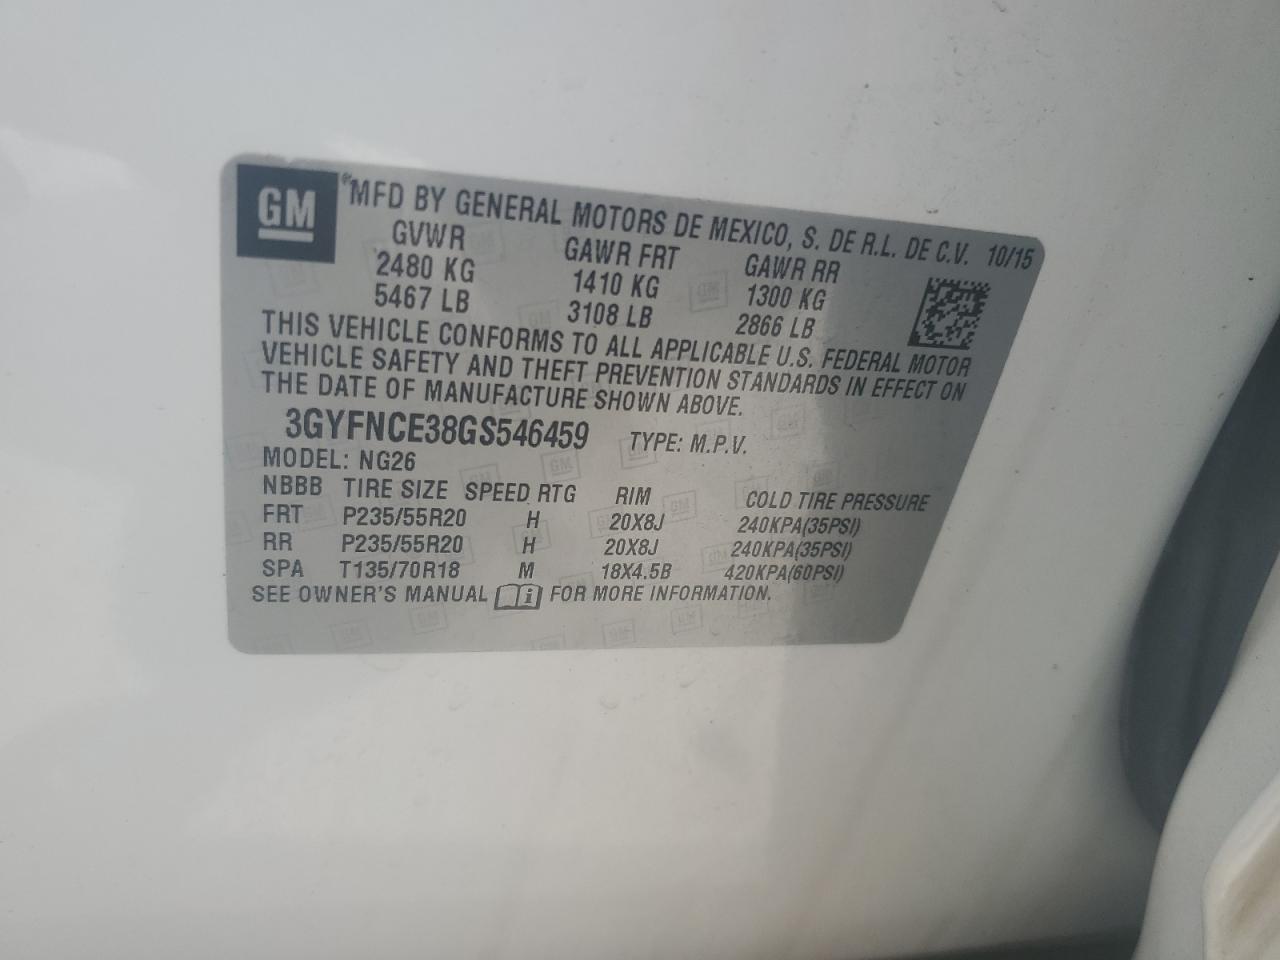 GM
MFD BY GENERAL MOTORS DE MEXICO, S. DE R.L. DE C.V. 10/15
GVWR GAWR FRT GAWR RR
2480 KG 1410 KG 1300 KG
5467 LB 3108 LB 2866 LB
THIS VEHICLE CONFORMS TO ALL APPLICABLE U.S. FEDERAL MOTOR
VEHICLE SAFETY AND THEFT PREVENTION STANDARDS IN EFFECT ON
THE DATE OF MANUFACTURE SHOWN ABOVE.
3GYFNCE38GS546459 TYPE: M.P.V.
MODEL: NG26
NBBB TIRE SIZE SPEED RTG RIM COLD TIRE PRESSURE
FRT P235/55R20 H 20X8J 240KPA(35PSI)
RR P235/55R20 H 20X8J 240KPA(35PSI)
SPA T135/70R18 M 18X4.5B 420KPA(60PSI)
SEE OWNER'S MANUAL i FOR MORE INFORMATION.